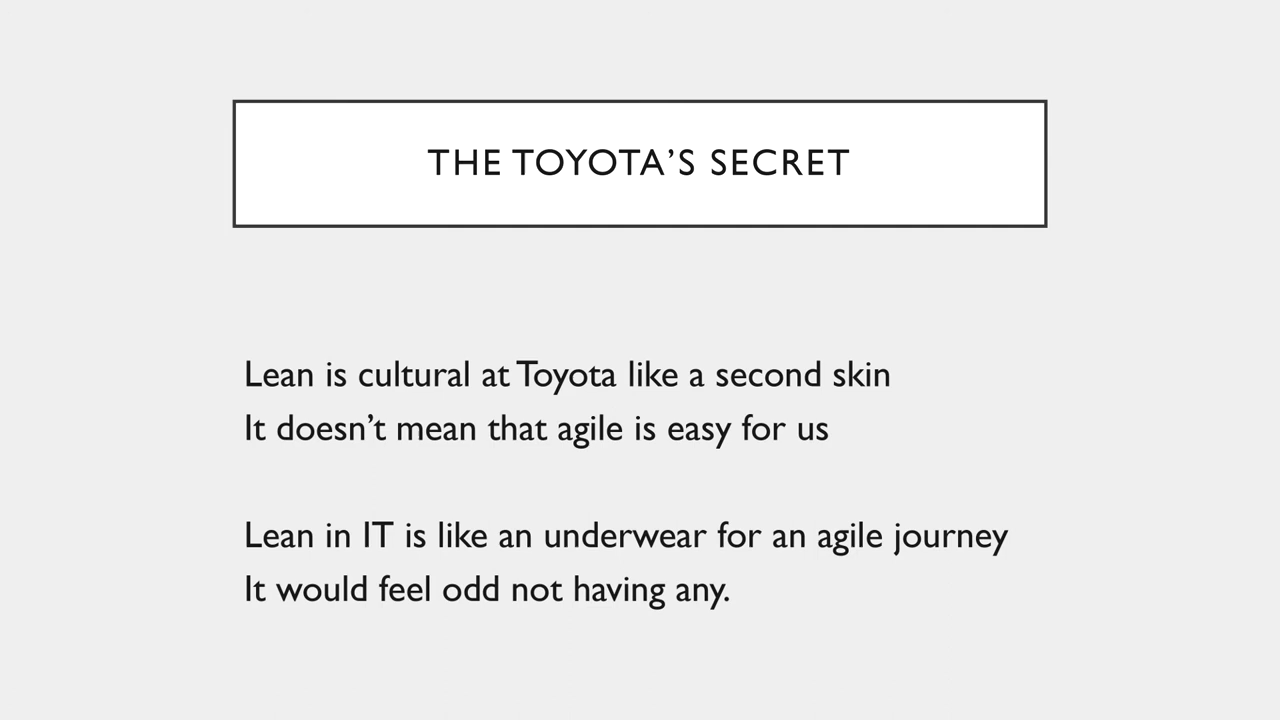 THE TOYOTA’S SECRET
Lean is cultural at Toyota like a second skin
It doesn’t mean that agile is easy for us
Lean in IT is like an underwear for an agile journey
It would feel odd not having any.